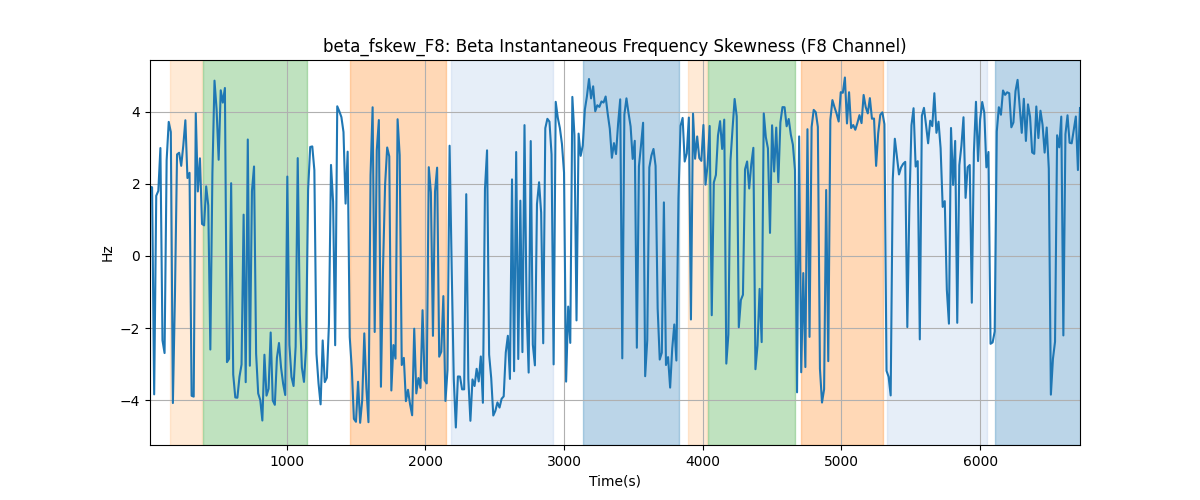 beta_fskew_F8: Beta Instantaneous Frequency Skewness (F8 Channel)
4
2
0
−2
−4
Hz
1000 2000 3000 4000 5000 6000
Time(s)